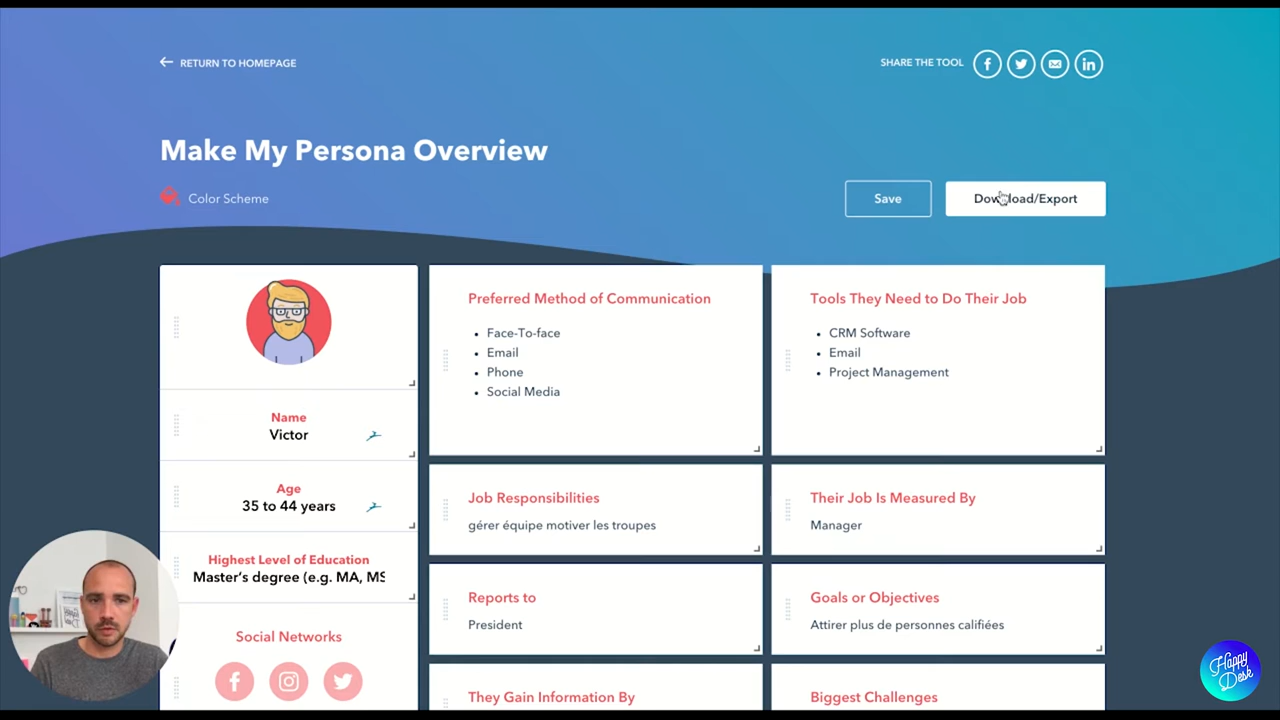 RETURN TO HOMEPAGE
SHARE THE TOOL
Make My Persona Overview
Color Scheme
Save
Download/Export
Name
Victor
Age
35 to 44 years
Highest Level of Education
Master's degree (e.g. MA, MS
Social Networks
Preferred Method of Communication
• Face-To-face
• Email
• Phone
• Social Media
Tools They Need to Do Their Job
• CRM Software
• Email
• Project Management
Job Responsibilities
gérer équipe motiver les troupes
Their Job Is Measured By
Manager
Reports to
President
Goals or Objectives
Attirer plus de personnes califiées
They Gain Information By
Biggest Challenges
Happy
Desk